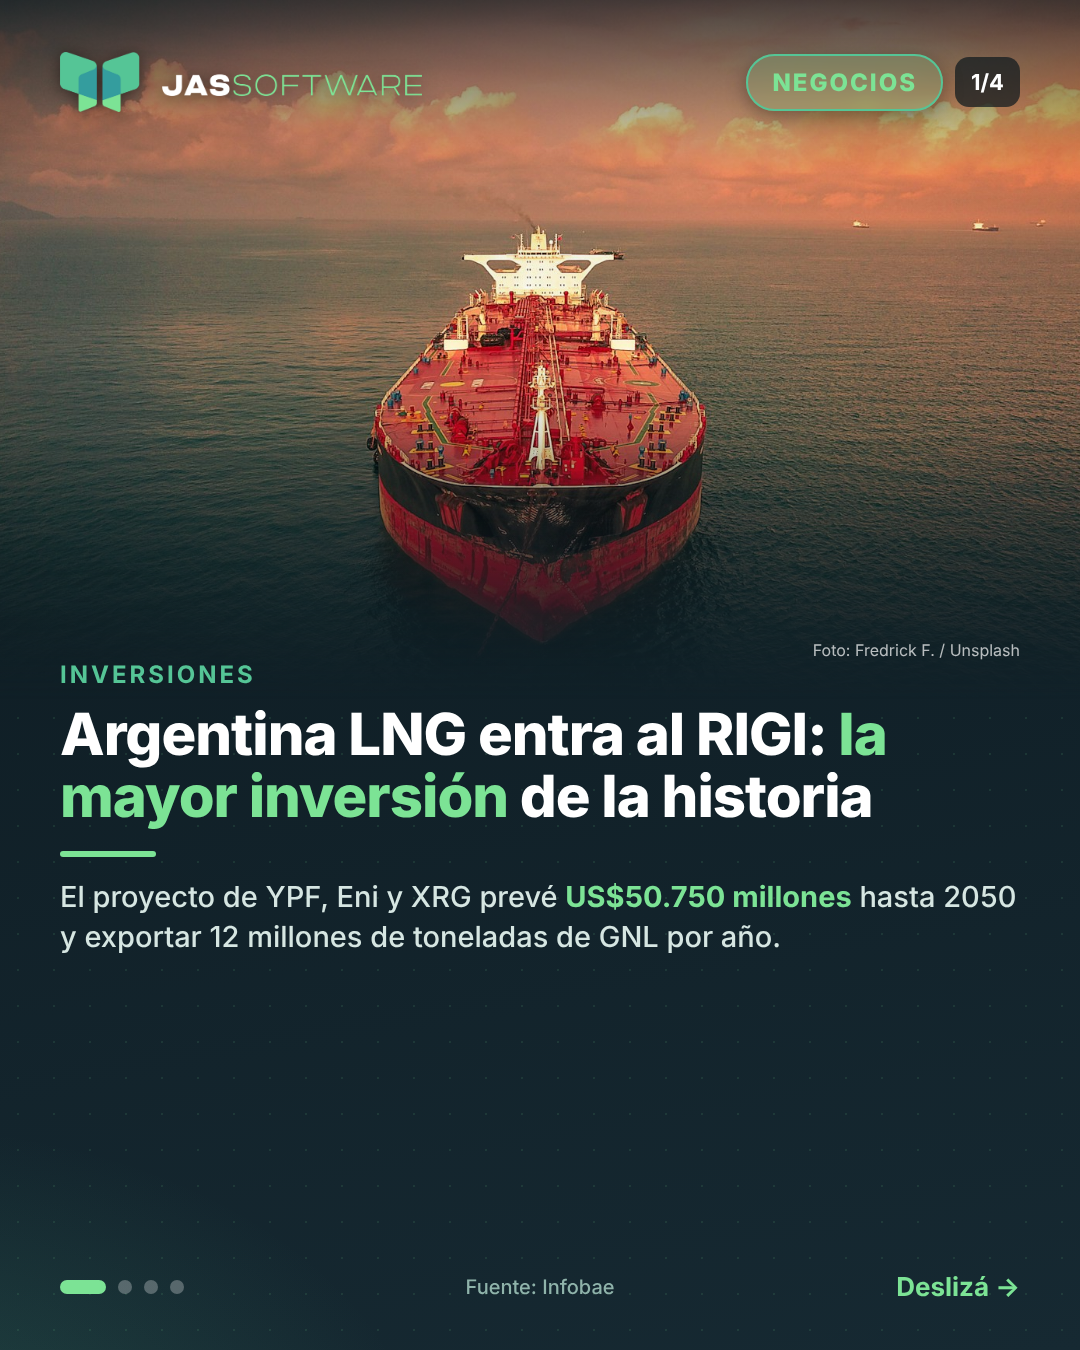 JASSOFTWARE
NEGOCIOS
1/4
Foto: Fredrick F. / Unsplash
INVERSIONES
Argentina LNG entra al RIGI: la
mayor inversión de la historia
El proyecto de YPF, Eni y XRG prevé US$50.750 millones hasta 2050
y exportar 12 millones de toneladas de GNL por año.
Fuente: Infobae
Deslizá →